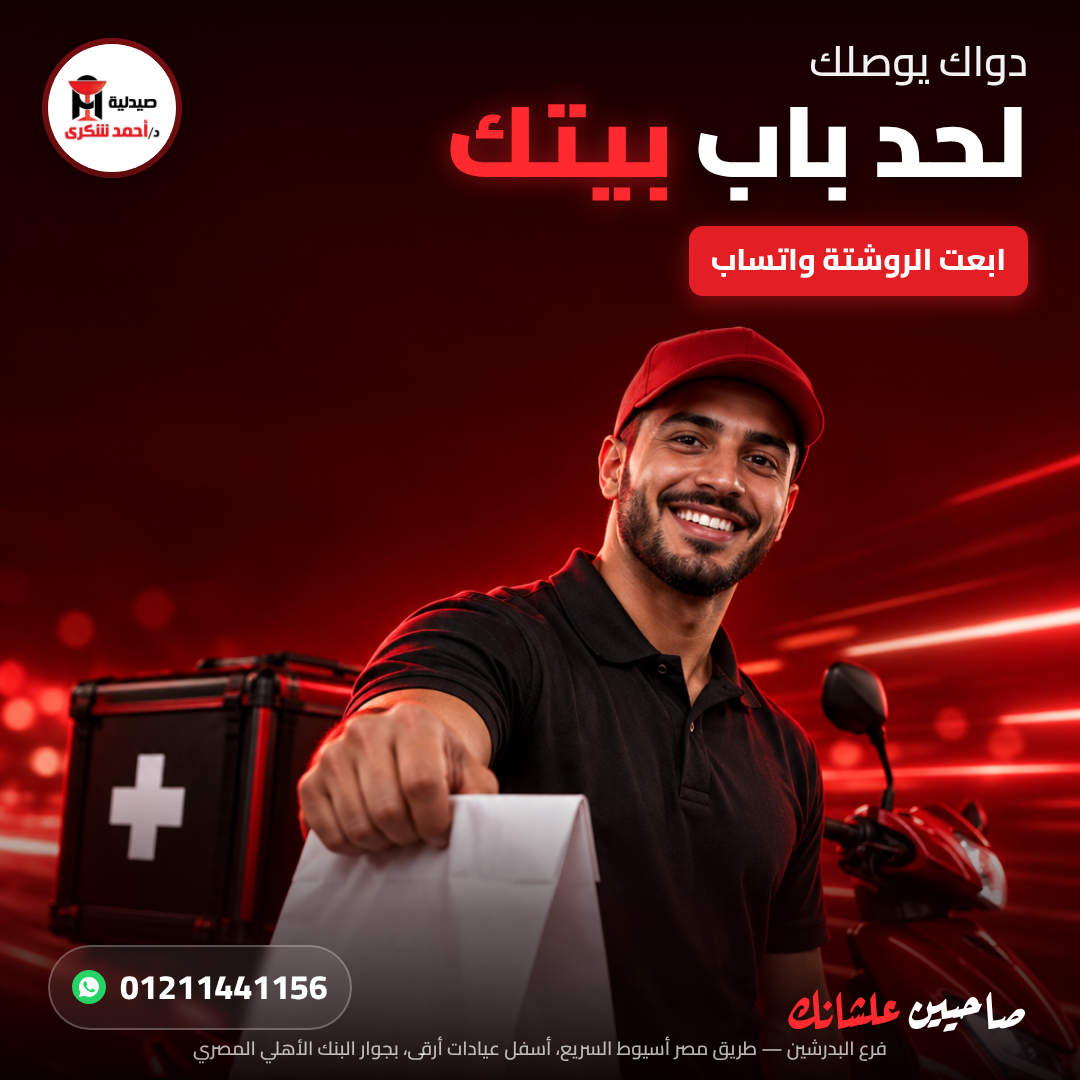 صيدلية
د/أحمد شكرى
دواك يوصلك
لحد باب بيتك
ابعت الروشتة واتساب
01211441156
صاحيين علشانك
فرع البدرشين — طريق مصر أسيوط السريع، أسفل عيادات أرقى، بجوار البنك الأهلي المصري